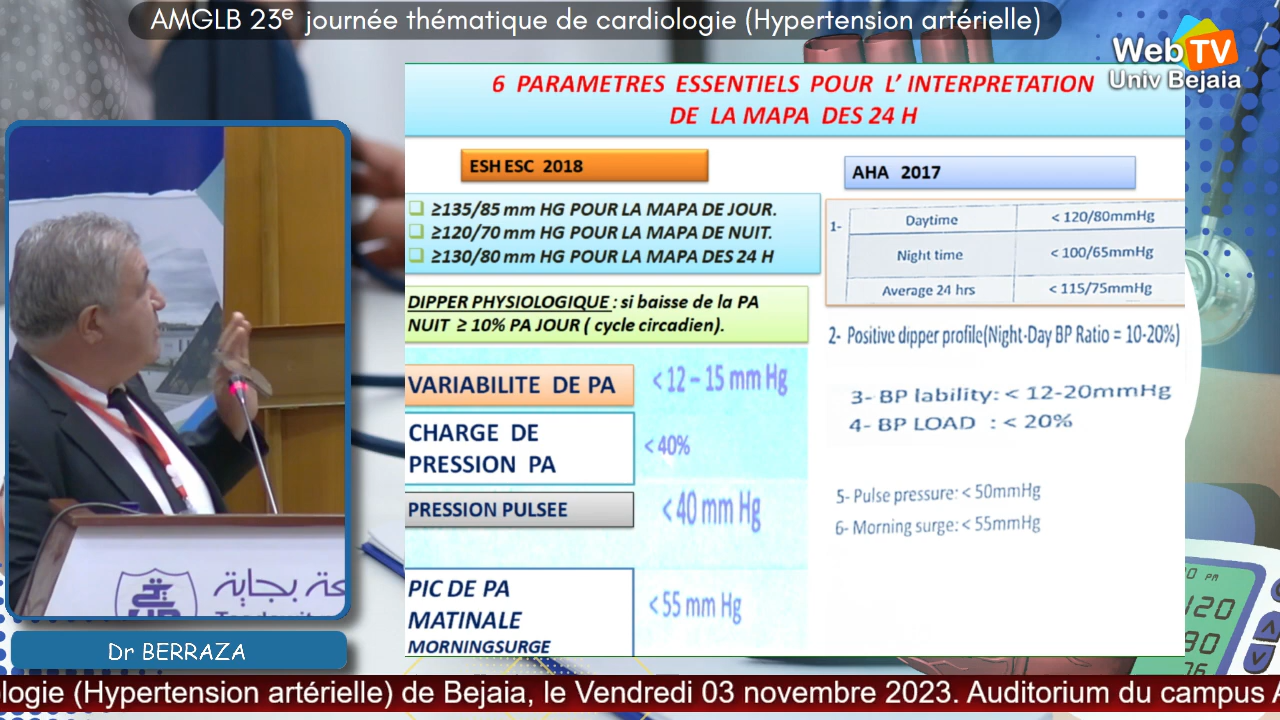 AMGLB 23e journée thématique de cardiologie (Hypertension artérielle)
WebTV
Univ Bejaia
6 PARAMETRES ESSENTIELS POUR L' INTERPRETATION
DE LA MAPA DES 24 H
ESH ESC 2018
≥135/85 mm HG POUR LA MAPA DE JOUR.
≥120/70 mm HG POUR LA MAPA DE NUIT.
≥130/80 mm HG POUR LA MAPA DES 24 H
DIPPER PHYSIOLOGIQUE : si baisse de la PA
NUIT ≥ 10% PA JOUR ( cycle circadien).
VARIABILITE DE PA < 12 – 15 mm Hg
CHARGE DE
PRESSION PA < 40%
PRESSION PULSEE < 40 mm Hg
PIC DE PA
MATINALE < 55 mm Hg
MORNINGSURGE
AHA 2017
1- Daytime < 120/80mmHg
Night time < 100/65mmHg
Average 24 hrs < 115/75mmHg
2- Positive dipper profile(Night-Day BP Ratio = 10-20%)
3- BP lability: < 12-20mmHg
4- BP LOAD : < 20%
5- Pulse pressure: < 50mmHg
6- Morning surge: < 55mmHg
بجاية
Dr BERRAZA
PM
120
80
76
ologie (Hypertension artérielle) de Bejaia, le Vendredi 03 novembre 2023. Auditorium du campus A